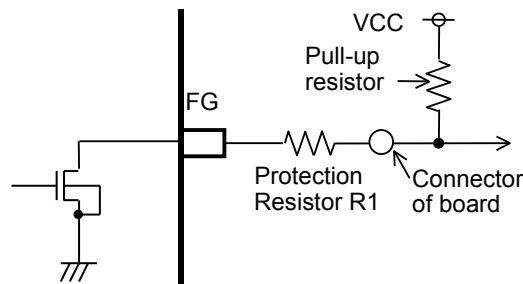 VCC
Pull-up
resistor
FG
Protection
Resistor R1
Connector
of board